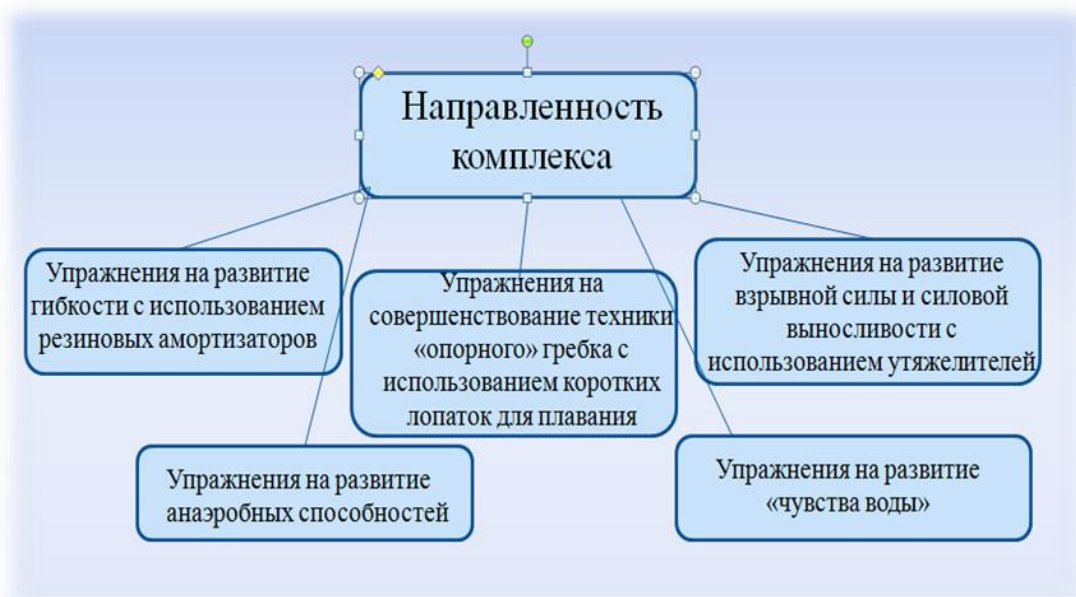 Направленность
комплекса
Упражнения на развитие
гибкости с использованием
резиновых амортизаторов
Упражнения на
совершенствование техники
«опорного» гребка с
использованием коротких
лопаток для плавания
Упражнения на развитие
взрывной силы и силовой
выносливости с
использованием утяжелителей
Упражнения на развитие
анаэробных способностей
Упражнения на развитие
«чувства воды»